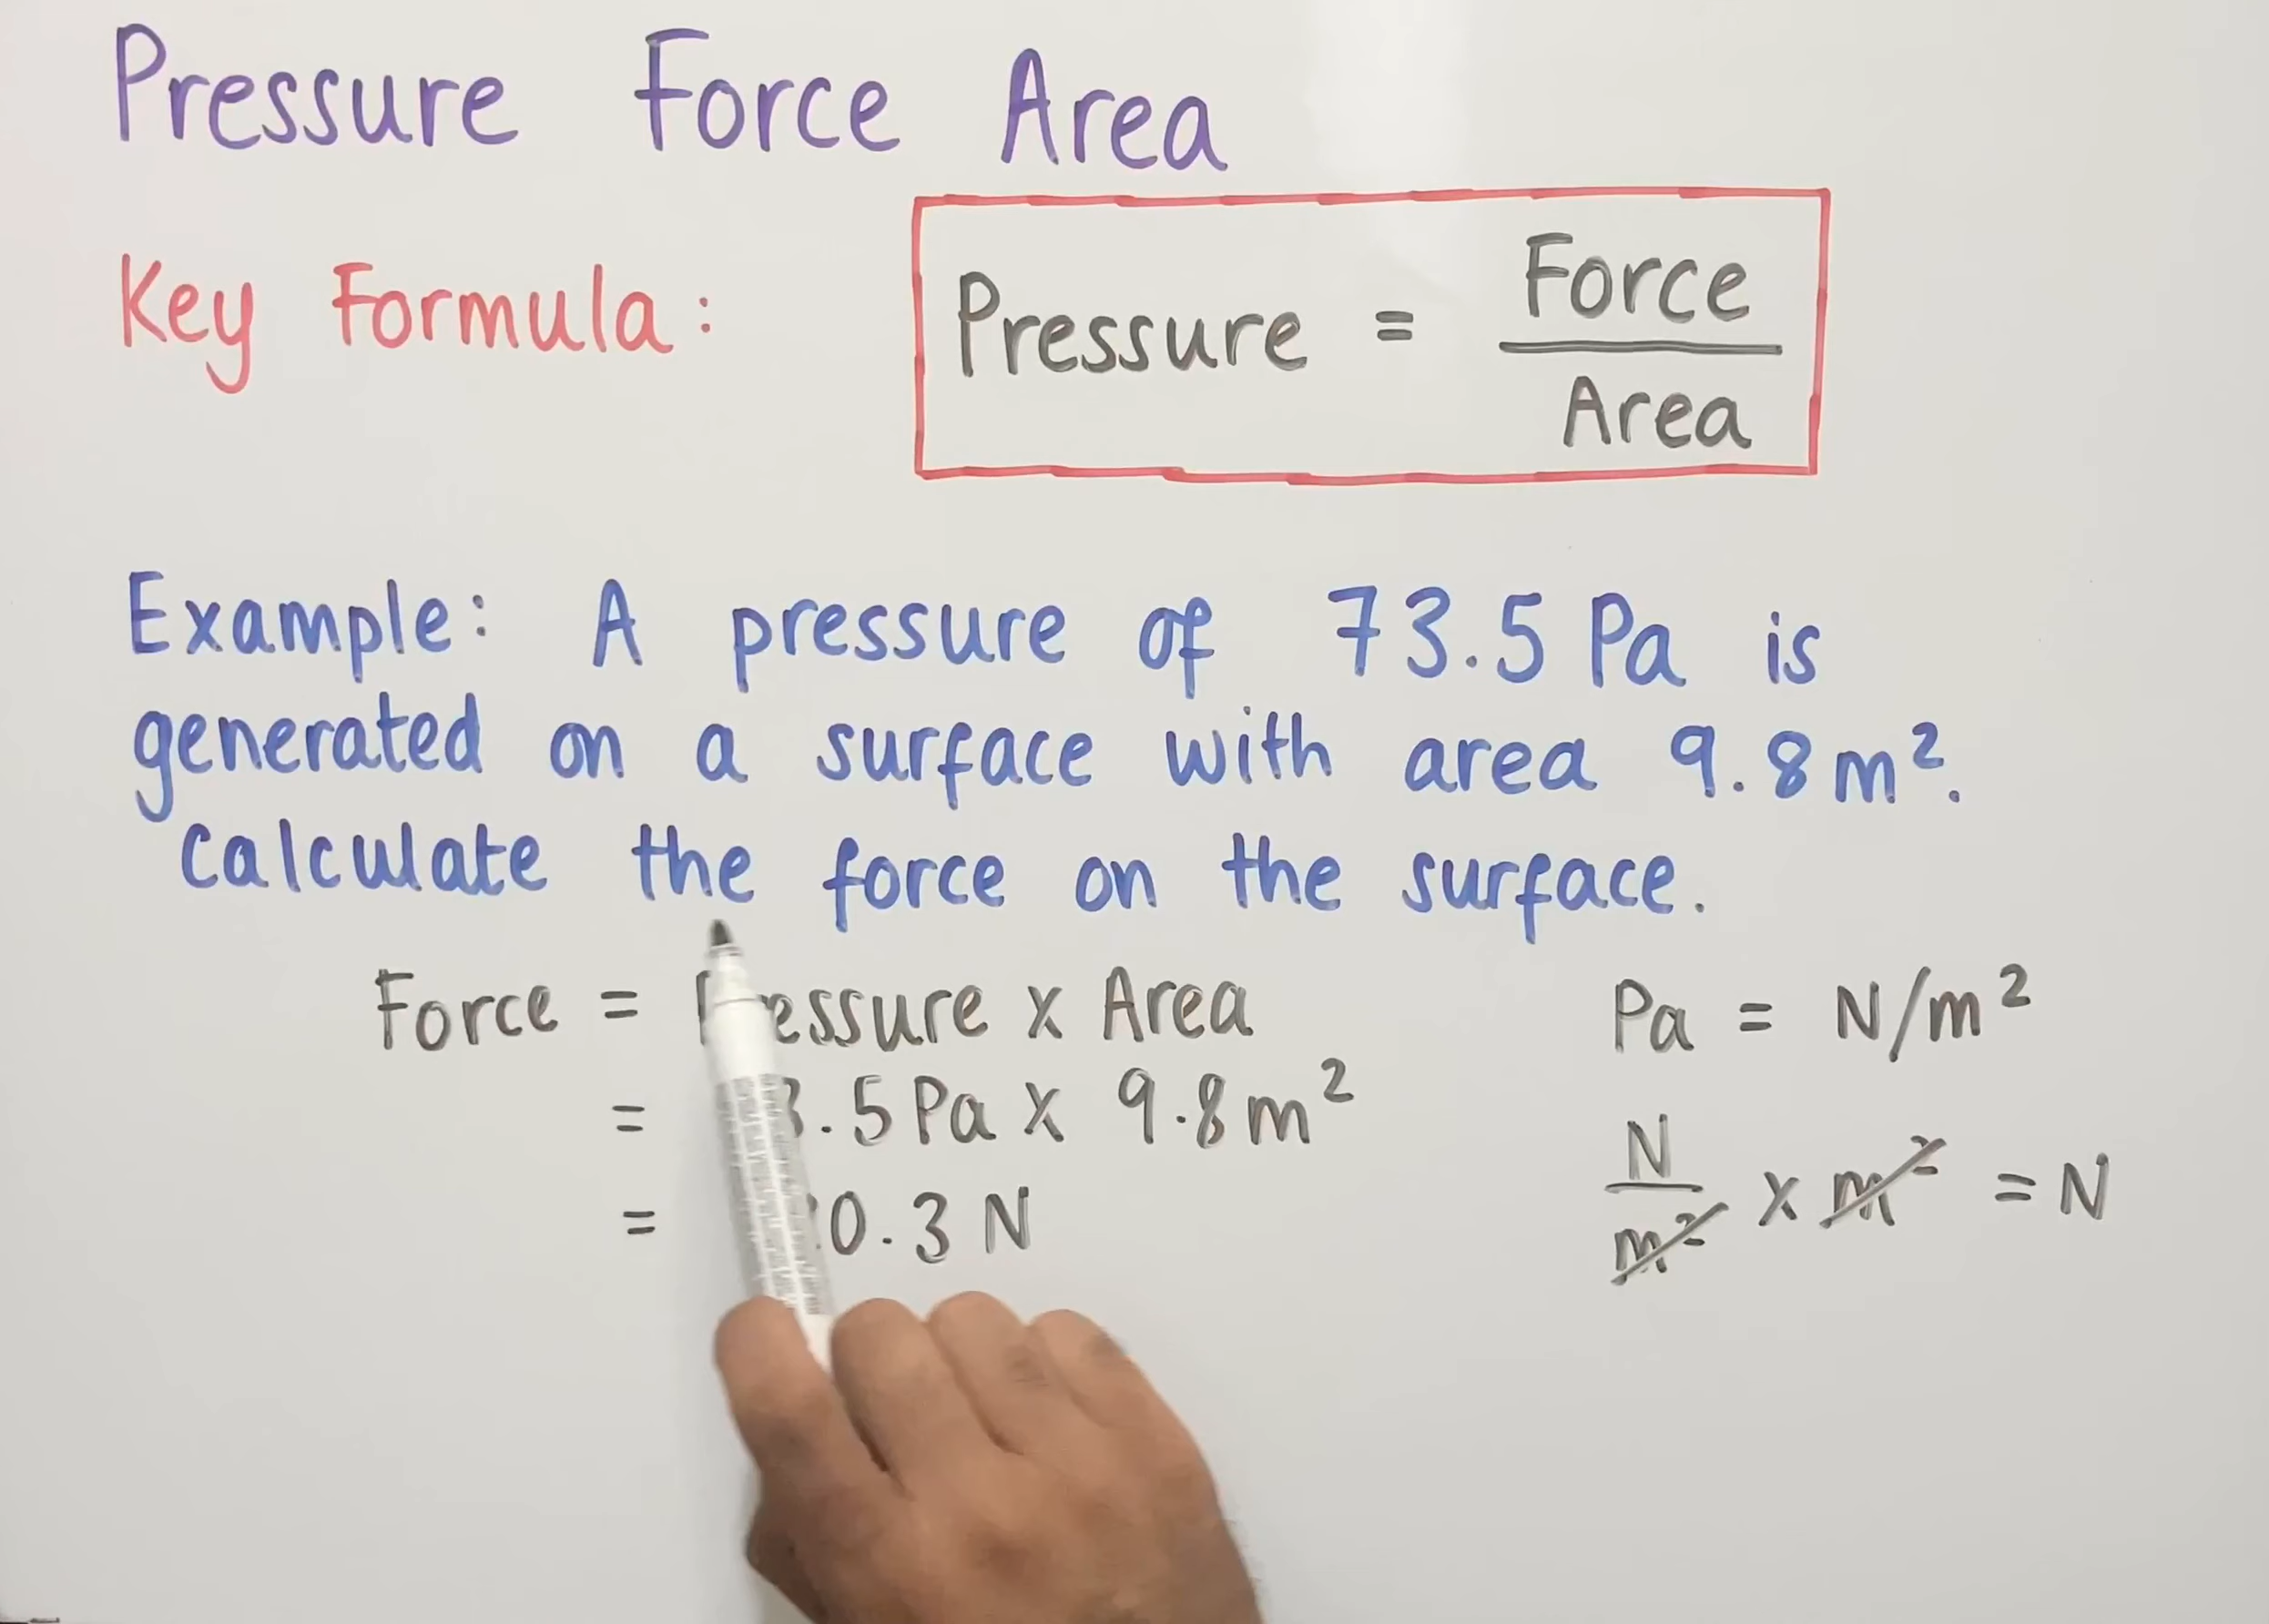 Pressure Force Area
Key Formula:
Pressure = Force / Area
Example: A pressure of 73.5 Pa is
generated on a surface with area 9.8 m².
Calculate the force on the surface.
Force = × Area
= .5 Pa × 9.8 m²
= 0.3 N
Pa = N/m²
N / m² × m² = N